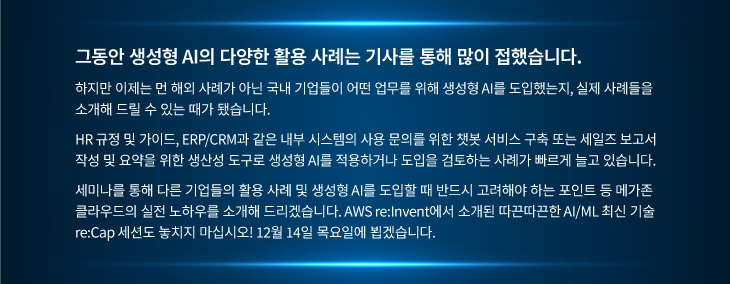 그동안 생성형 AI의 다양한 활용 사례는 기사를 통해 많이 접했습니다.
하지만 이제는 먼 해외 사례가 아닌 국내 기업들이 어떤 업무를 위해 생성형 AI를 도입했는지, 실제 사례들을
소개해 드릴 수 있는 때가 됐습니다.
HR 규정 및 가이드, ERP/CRM과 같은 내부 시스템의 사용 문의를 위한 챗봇 서비스 구축 또는 세일즈 보고서
작성 및 요약을 위한 생산성 도구로 생성형 AI를 적용하거나 도입을 검토하는 사례가 빠르게 늘고 있습니다.
세미나를 통해 다른 기업들의 활용 사례 및 생성형 AI를 도입할 때 반드시 고려해야 하는 포인트 등 메가존
클라우드의 실전 노하우를 소개해 드리겠습니다. AWS re:Invent에서 소개된 따끈따끈한 AI/ML 최신 기술
re:Cap 세션도 놓치지 마십시오! 12월 14일 목요일에 뵙겠습니다.